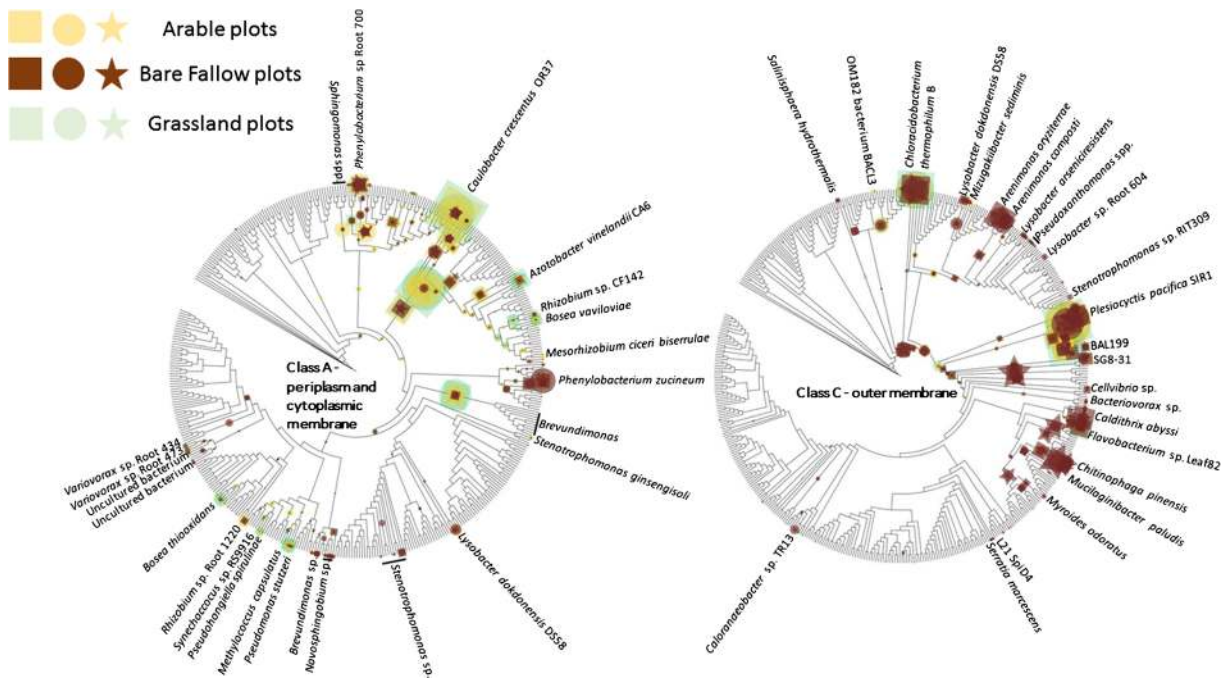 Arable plots
Bare Fallow plots
Grassland plots
Sphingomonas spp
Phenylobacterium sp Root 700
Caulobacter crescentus OR37
Azotobacter vinelandii CA6
Rhizobium sp. CF142
Bosea vaviloviae
Mesorhizobium ciceri biserrulae
Phenylobacterium zucineum
Brevundimonas
Stenotrophomonas ginsengisoli
Lysobacter dokdonensis DS58
Stenotrophomonas sp.
Novosphingobium sp
Brevundimonas sp
Pseudomonas stutzeri
Methylococcus capsulatus
Pseudohongiella spirulinae
Synechaccocus sp. RS9916
Rhizobium sp. Root 1220
Bosea thiooxidans
Uncultured bacterium
Uncultured bacterium
Variovorax sp. Root 473
Variovorax sp. Root 434
Class A -
periplasm and
cytoplasmic
membrane
Salinisphaera hydrothermalis
OM182 bacterium BACL3
Chloracidobacterium
thermophilum B
Lysobacter dokdonensis DS58
Mizugakiibacter sediminis
Arenimonas oryziterrae
Arenimonas composti
Lysobacter arseniciresistens
Pseudoxanthomonas spp.
Lysobacter sp. Root 604
Stenotrophomonas sp. RIT309
Plesiocyctis pacifica SIR1
BAL199
SG8-31
Cellvibrio sp.
Bacteriovorax sp.
Caldithrix abyssi
Flavobacterium sp. Leaf82
Chitinophaga pinensis
Mucilaginibacter paludis
Myroides odoratus
L21 SpiD4
Serratia marcescens
Caloranaeobacter sp. TR13
Class C - outer membrane